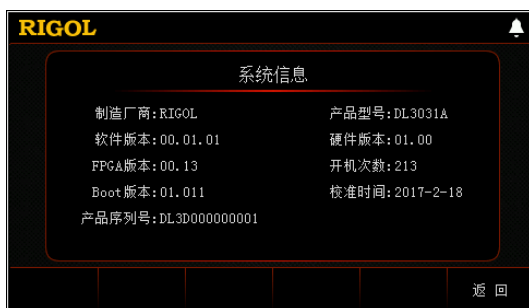 RIGOL
系统信息
制造厂商:RIGOL 产品型号:DL3031A
软件版本:00.01.01 硬件版本:01.00
FPGA版本:00.13 开机次数:213
Boot版本:01.011 校准时间:2017-2-18
产品序列号:DL3D000000001
返 回